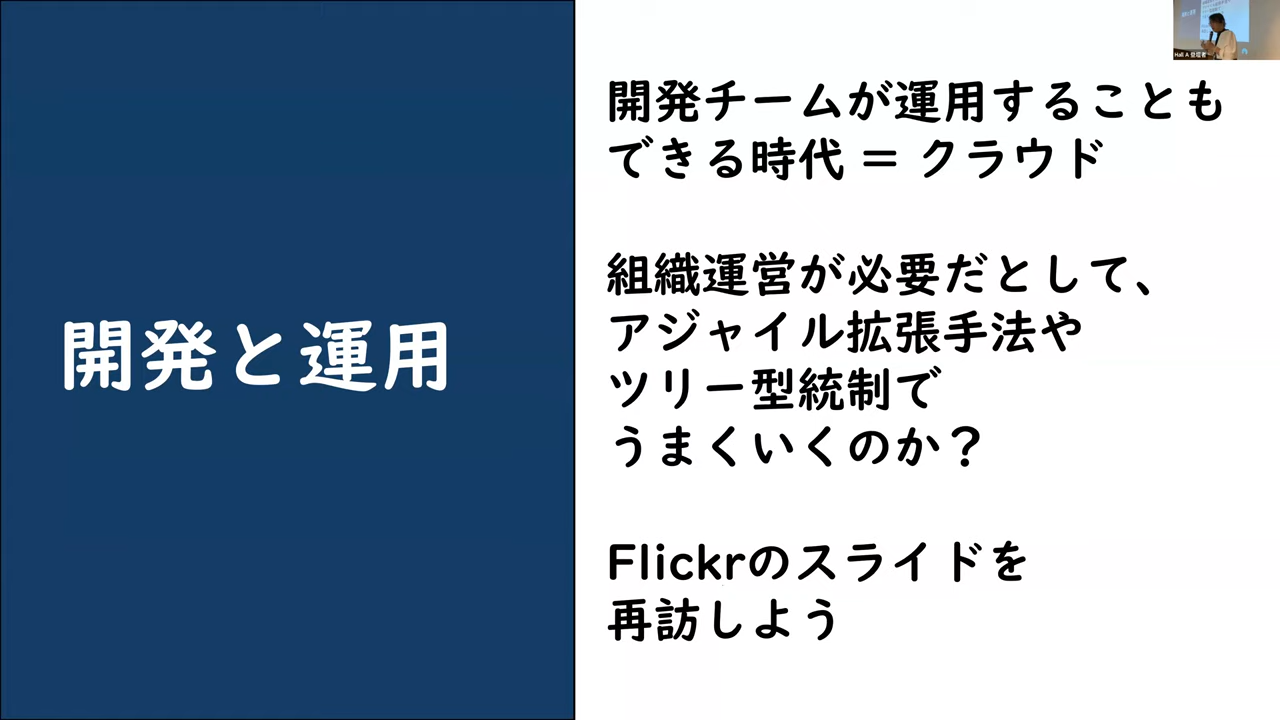 開発と運用
開発チームが運用することも
できる時代 = クラウド
組織運営が必要だとして、
アジャイル拡張手法や
ツリー型統制で
うまくいくのか?
Flickrのスライドを
再訪しよう
Hall A 登壇者